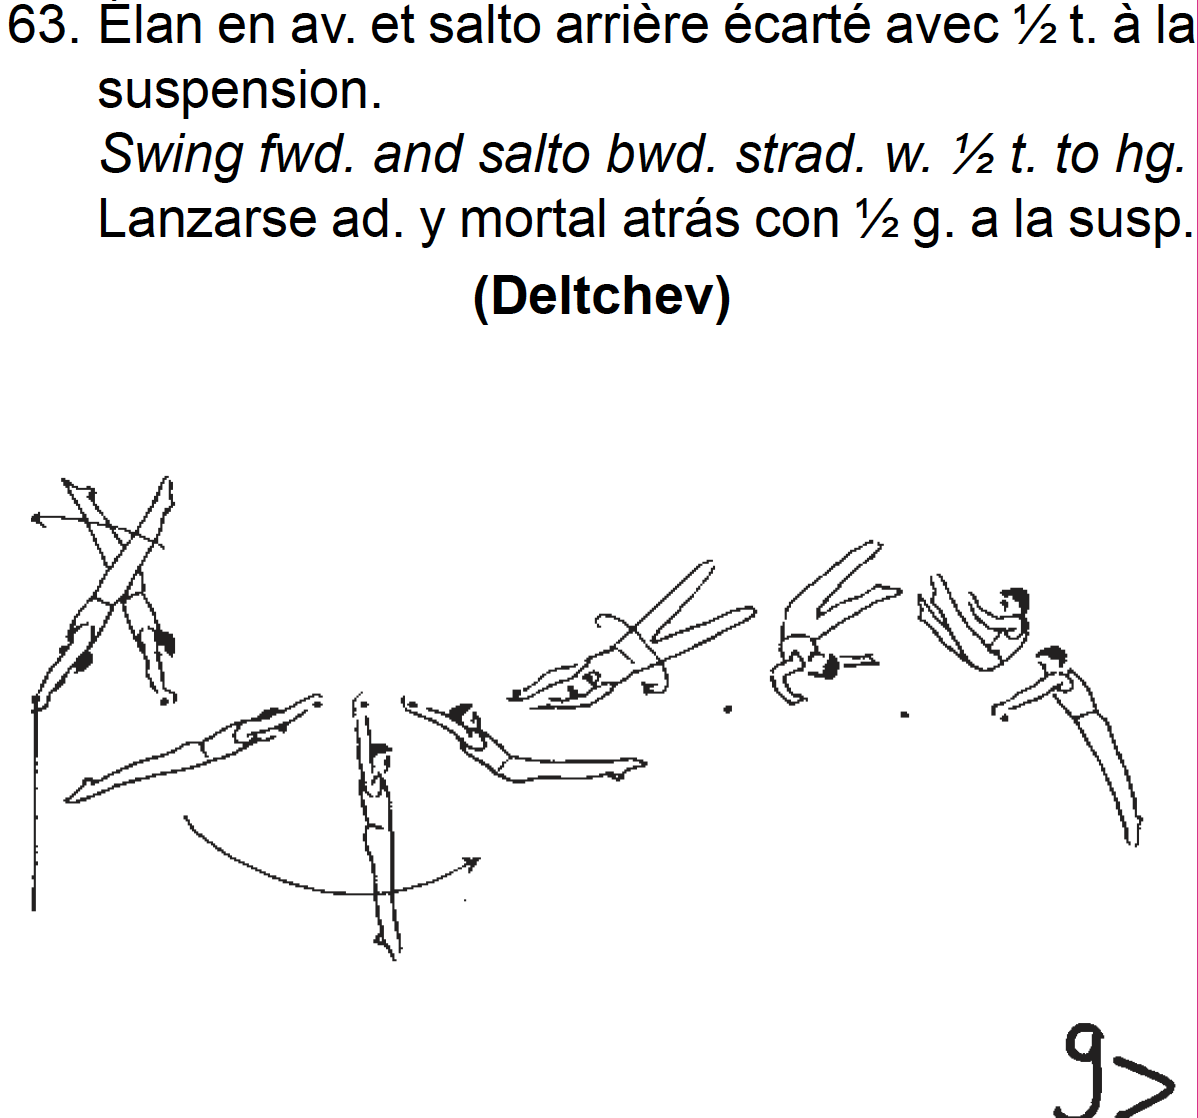 63. Élan en av. et salto arrière écarté avec ½ t. à la
suspension.
Swing fwd. and salto bwd. strad. w. ½ t. to hg.
Lanzarse ad. y mortal atrás con ½ g. a la susp.
(Deltchev)